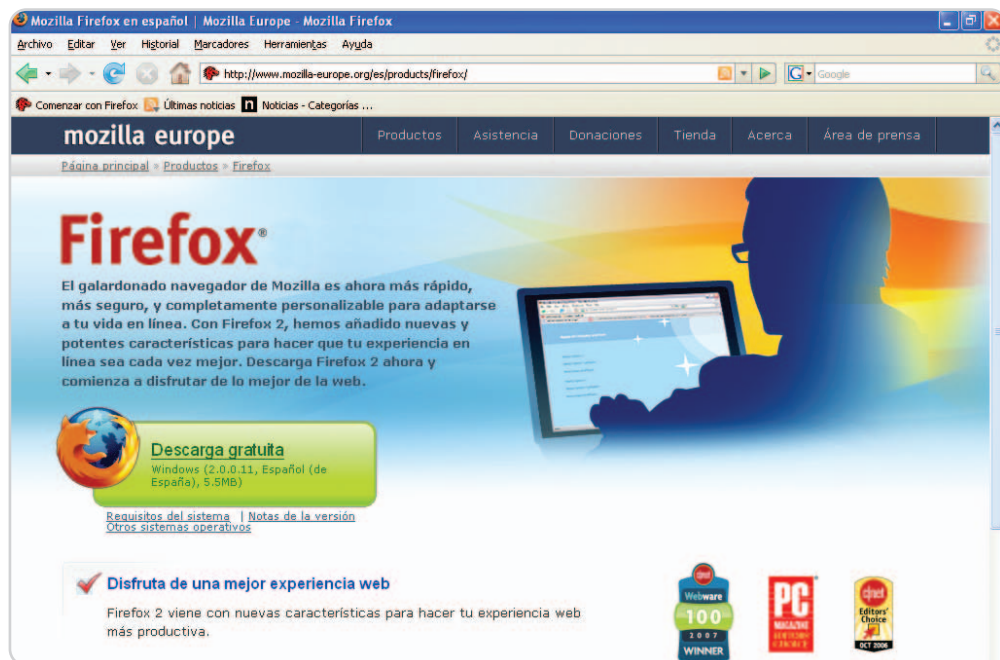 Mozilla Firefox en español | Mozilla Europe - Mozilla Firefox
Archivo Editar Ver Historial Marcadores Herramientas Ayuda
http://www.mozilla-europe.org/es/products/firefox/ G Google
Comenzar con Firefox Últimas noticias n Noticias - Categorías ...
mozilla europe Productos Asistencia Donaciones Tienda Acerca Área de prensa
Página principal » Productos » Firefox
Firefox®
El galardonado navegador de Mozilla es ahora más rápido,
más seguro, y completamente personalizable para adaptarse
a tu vida en línea. Con Firefox 2, hemos añadido nuevas y
potentes características para hacer que tu experiencia en
línea sea cada vez mejor. Descarga Firefox 2 ahora y
comienza a disfrutar de lo mejor de la web.
Descarga gratuita
Windows (2.0.0.11, Español (de
España), 5.5MB)
Requisitos del sistema | Notas de la versión
Otros sistemas operativos
Disfruta de una mejor experiencia web
Firefox 2 viene con nuevas características para hacer tu experiencia web
más productiva.
cnet
Webware
100
2007
WINNER
PC
MAGAZINE
EDITORS'
CHOICE
cnet
Editors'
Choice
OCT 2006